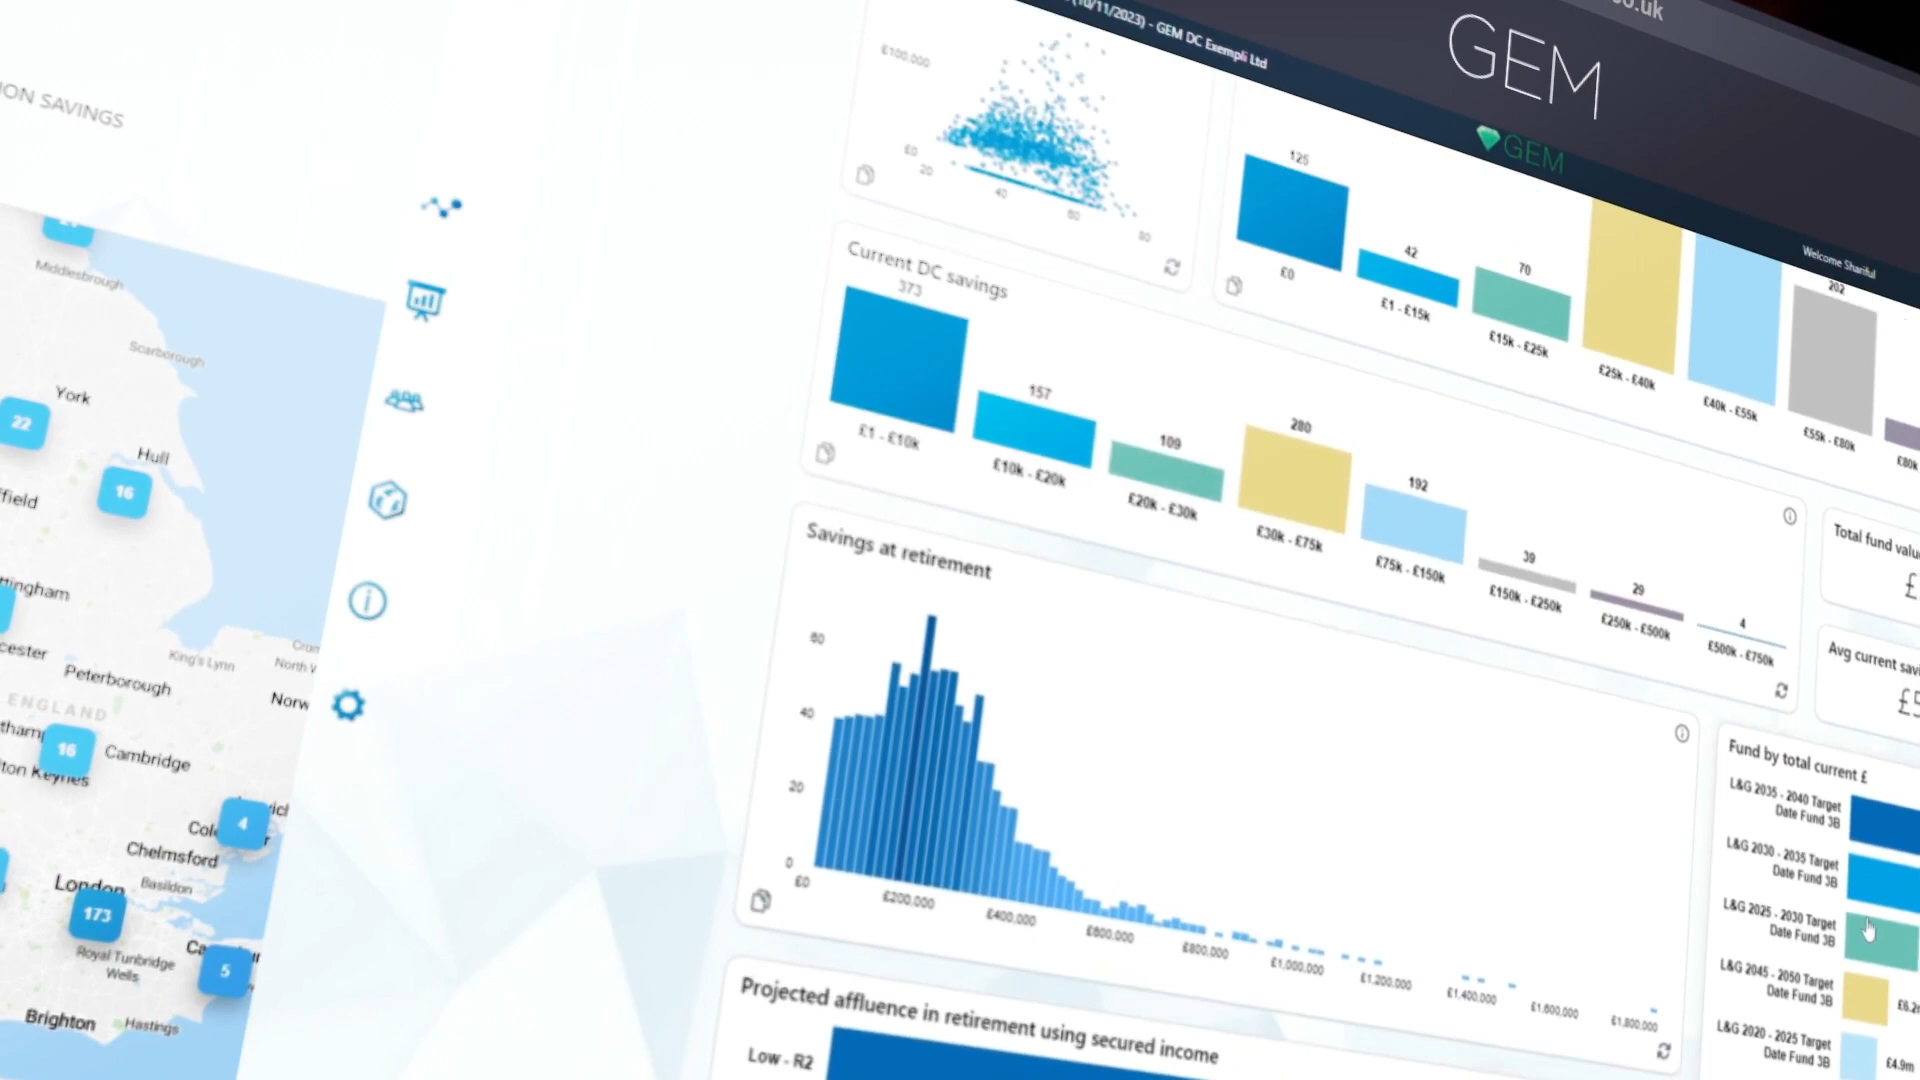 ION SAVINGS
Middlesbrough
Scarborough
York
22
Hull
16
ffield
ttingham
cester
King's Lynn
Peterborough
Norw
ENGLAND
16
Cambridge
4
Chelmsford
London
Basildon
173
Royal Tunbridge
Wells
5
Brighton
Hastings
.uk
GEM
(10/11/2023) - GEM DC Exempli Ltd
GEM
Welcome Shariful
£100,000
£0
20
40
60
80
125
42
70
202
£0
£1 - £15k
£15k - £25k
£25k - £40k
£40k - £55k
£55k - £80k
£80k
Current DC savings
373
157
109
280
192
39
29
4
£1 - £10k
£10k - £20k
£20k - £30k
£30k - £75k
£75k - £150k
£150k - £250k
£250k - £500k
£500k - £750k
Savings at retirement
60
40
20
0
£0
£200,000
£400,000
£600,000
£800,000
£1,000,000
£1,200,000
£1,400,000
£1,600,000
£1,800,000
Total fund valu
£
Avg current savi
Fund by total current £
L&G 2035 - 2040 Target
Date Fund 3B
L&G 2030 - 2035 Target
Date Fund 3B
L&G 2025 - 2030 Target
Date Fund 3B
L&G 2045 - 2050 Target
Date Fund 3B
L&G 2020 - 2025 Target
Date Fund 3B
£4.9m
Projected affluence in retirement using secured income
Low - R2